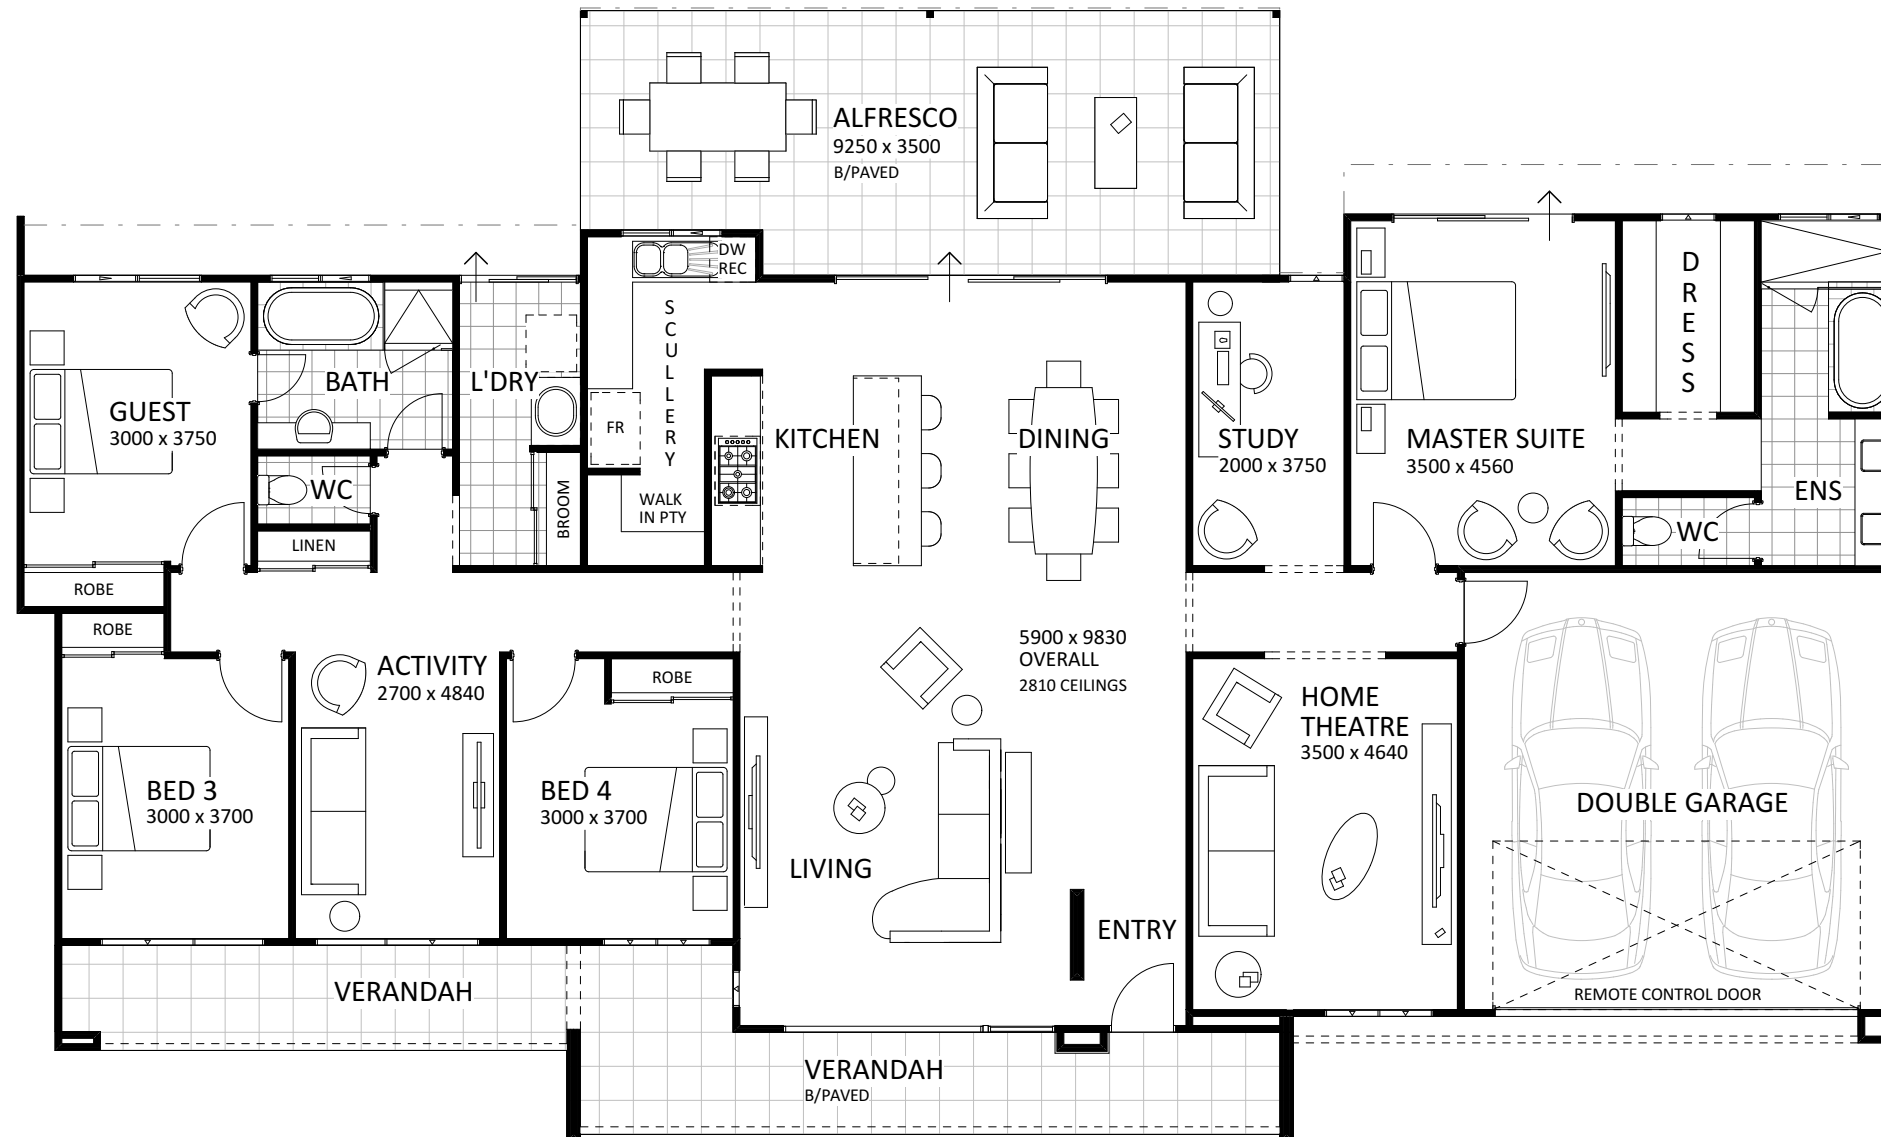 ALFRESCO
9250 x 3500
B/PAVED
DW
REC
SCULLERY
DRESS
BATH
L'DRY
GUEST
3000 x 3750
FR
KITCHEN
DINING
STUDY
2000 x 3750
MASTER SUITE
3500 x 4560
WC
WALK
IN PTY
BROOM
ENS
WC
LINEN
ROBE
ROBE
ACTIVITY
2700 x 4840
ROBE
5900 x 9830
OVERALL
2810 CEILINGS
HOME
THEATRE
3500 x 4640
BED 3
3000 x 3700
BED 4
3000 x 3700
DOUBLE GARAGE
LIVING
ENTRY
VERANDAH
REMOTE CONTROL DOOR
VERANDAH
B/PAVED